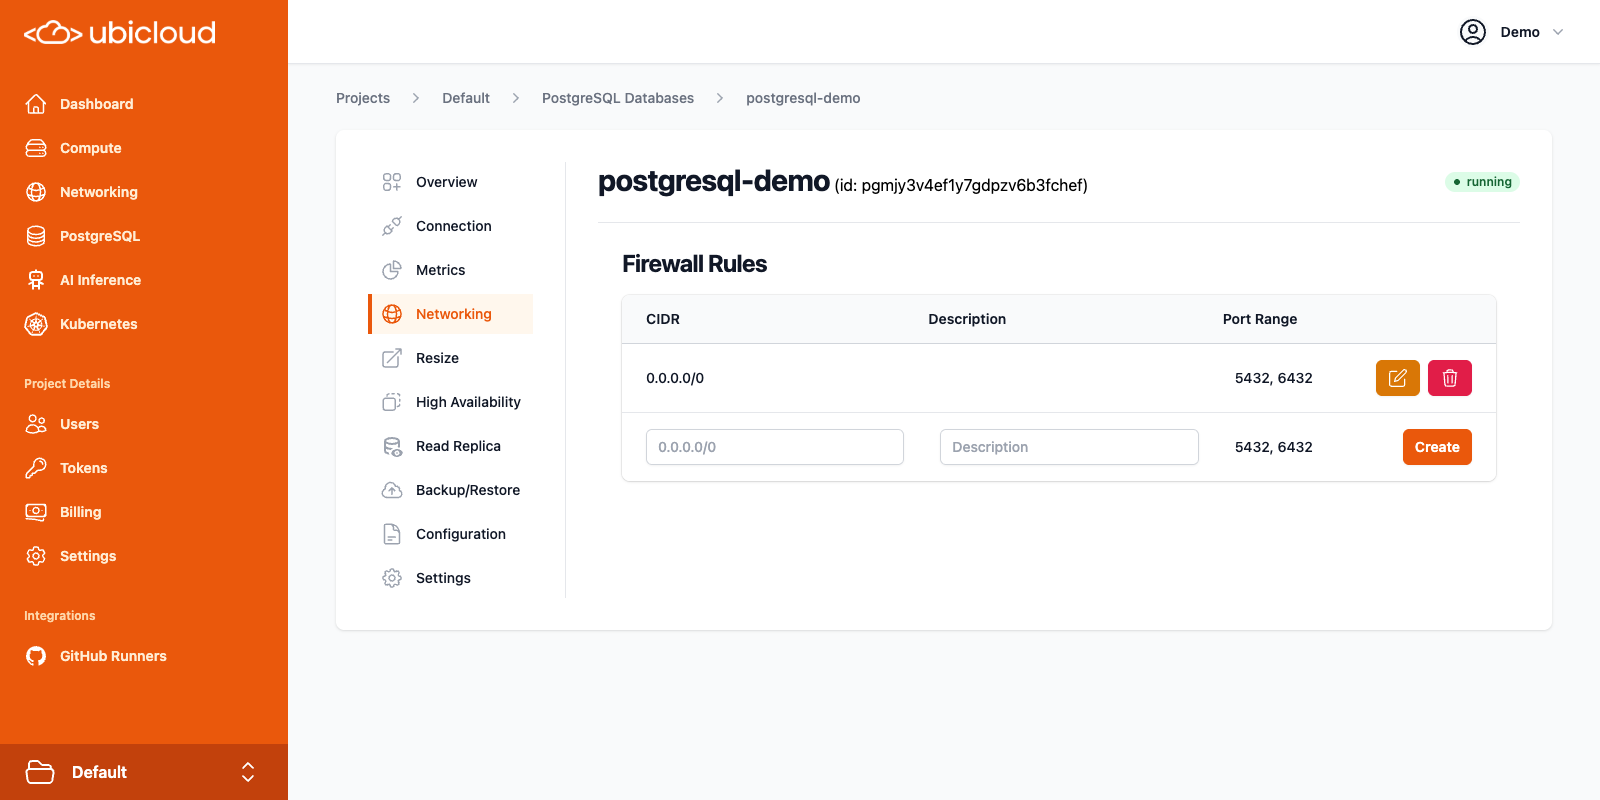 ubicloud
Demo
Dashboard
Compute
Networking
PostgreSQL
AI Inference
Kubernetes
Project Details
Users
Tokens
Billing
Settings
Integrations
GitHub Runners
Default
Projects > Default > PostgreSQL Databases > postgresql-demo
Overview
Connection
Metrics
Networking
Resize
High Availability
Read Replica
Backup/Restore
Configuration
Settings
postgresql-demo (id: pgmjy3v4ef1y7gdpzv6b3fchef)
running
Firewall Rules
CIDR Description Port Range
0.0.0.0/0 5432, 6432
0.0.0.0/0 Description 5432, 6432 Create